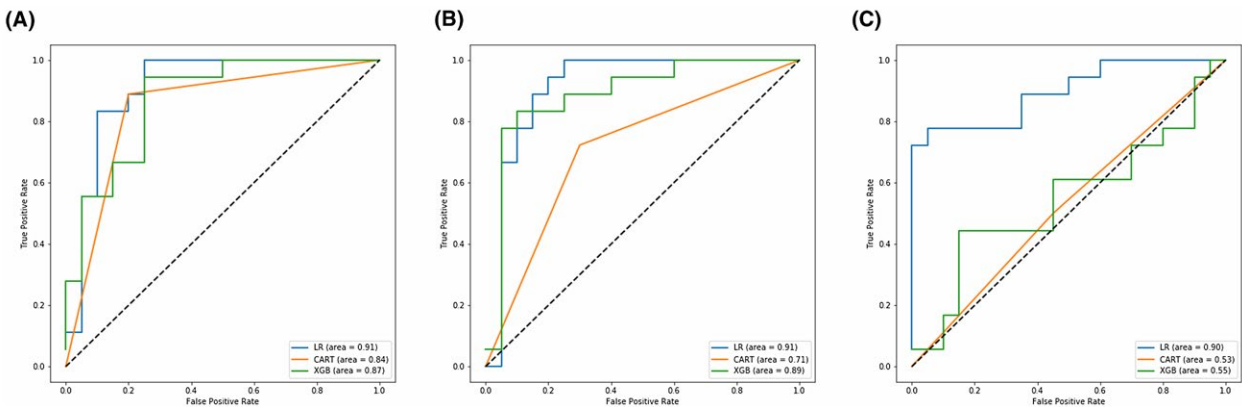 (A)
(B)
(C)
1.0
0.8
0.6
0.4
0.2
0.0
True Positive Rate
0.0 0.2 0.4 0.6 0.8 1.0
False Positive Rate
LR (area = 0.91)
CART (area = 0.84)
XGB (area = 0.87)
1.0
0.8
0.6
0.4
0.2
0.0
True Positive Rate
0.0 0.2 0.4 0.6 0.8 1.0
False Positive Rate
LR (area = 0.91)
CART (area = 0.71)
XGB (area = 0.89)
1.0
0.8
0.6
0.4
0.2
0.0
True Positive Rate
0.0 0.2 0.4 0.6 0.8 1.0
False Positive Rate
LR (area = 0.90)
CART (area = 0.53)
XGB (area = 0.55)